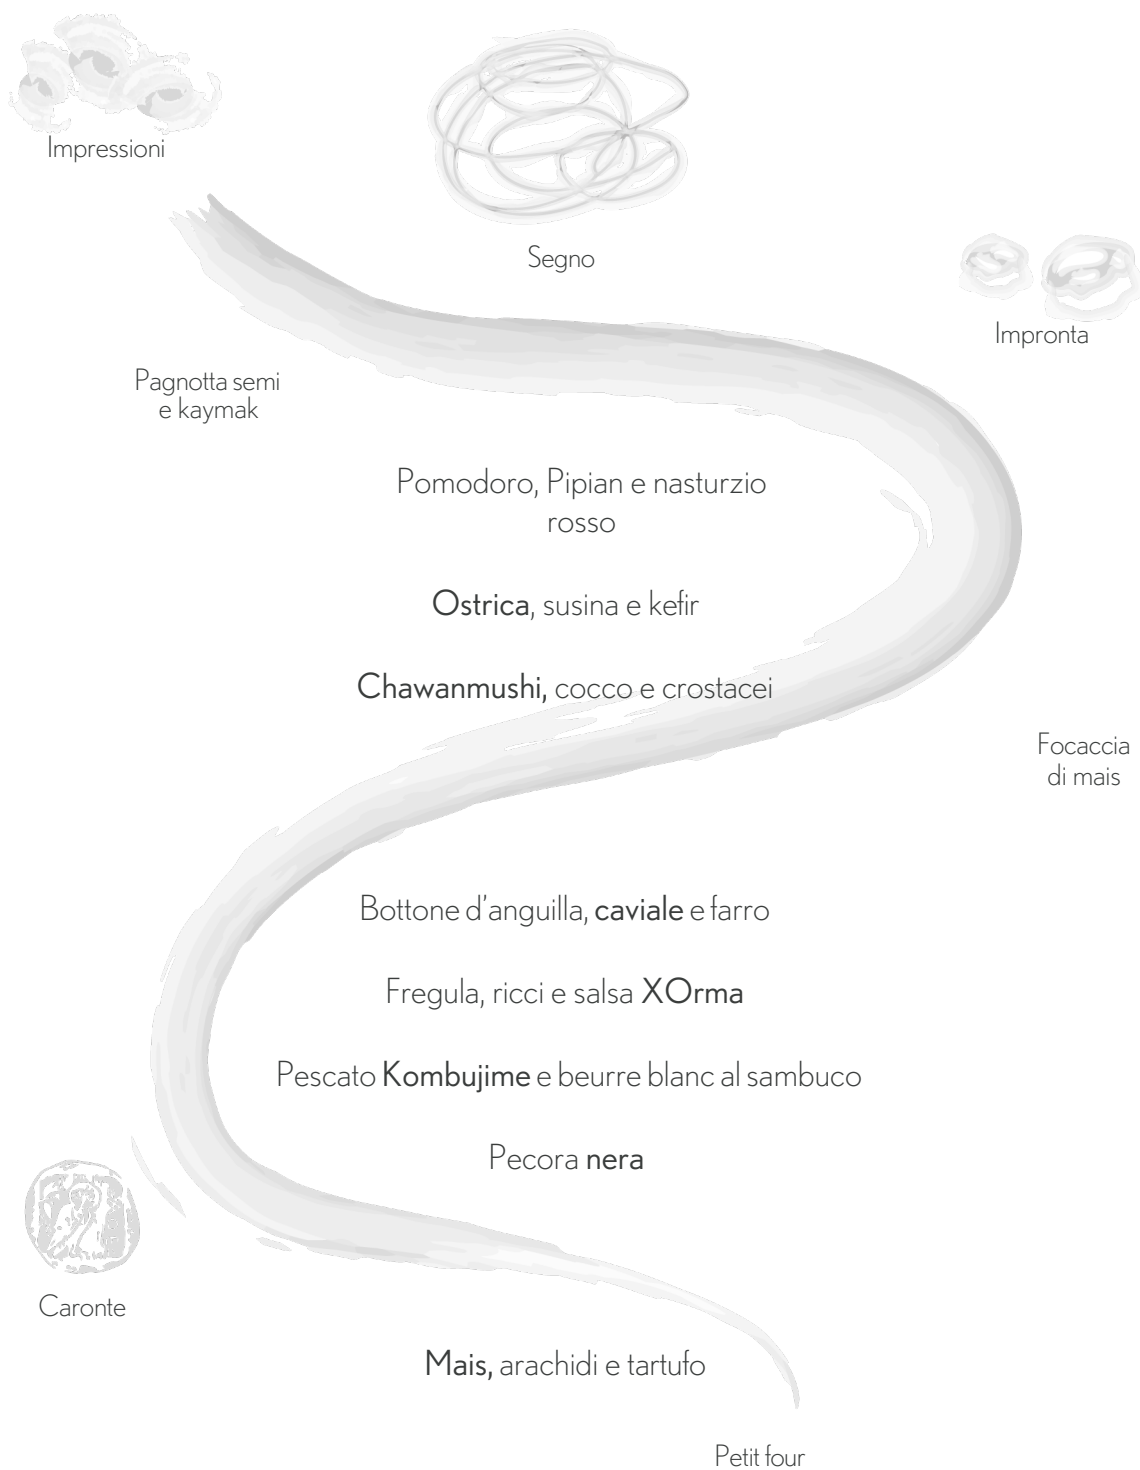 Impressioni
Segno
Impronta
Pagnotta semi
e kaymak
Pomodoro, Pipian e nasturzio
rosso
Ostrica, susina e kefir
Chawanmushi, cocco e crostacei
Focaccia
di mais
Bottone d'anguilla, caviale e farro
Fregula, ricci e salsa XOrma
Pescato Kombujime e beurre blanc al sambuco
Pecora nera
Caronte
Mais, arachidi e tartufo
Petit four